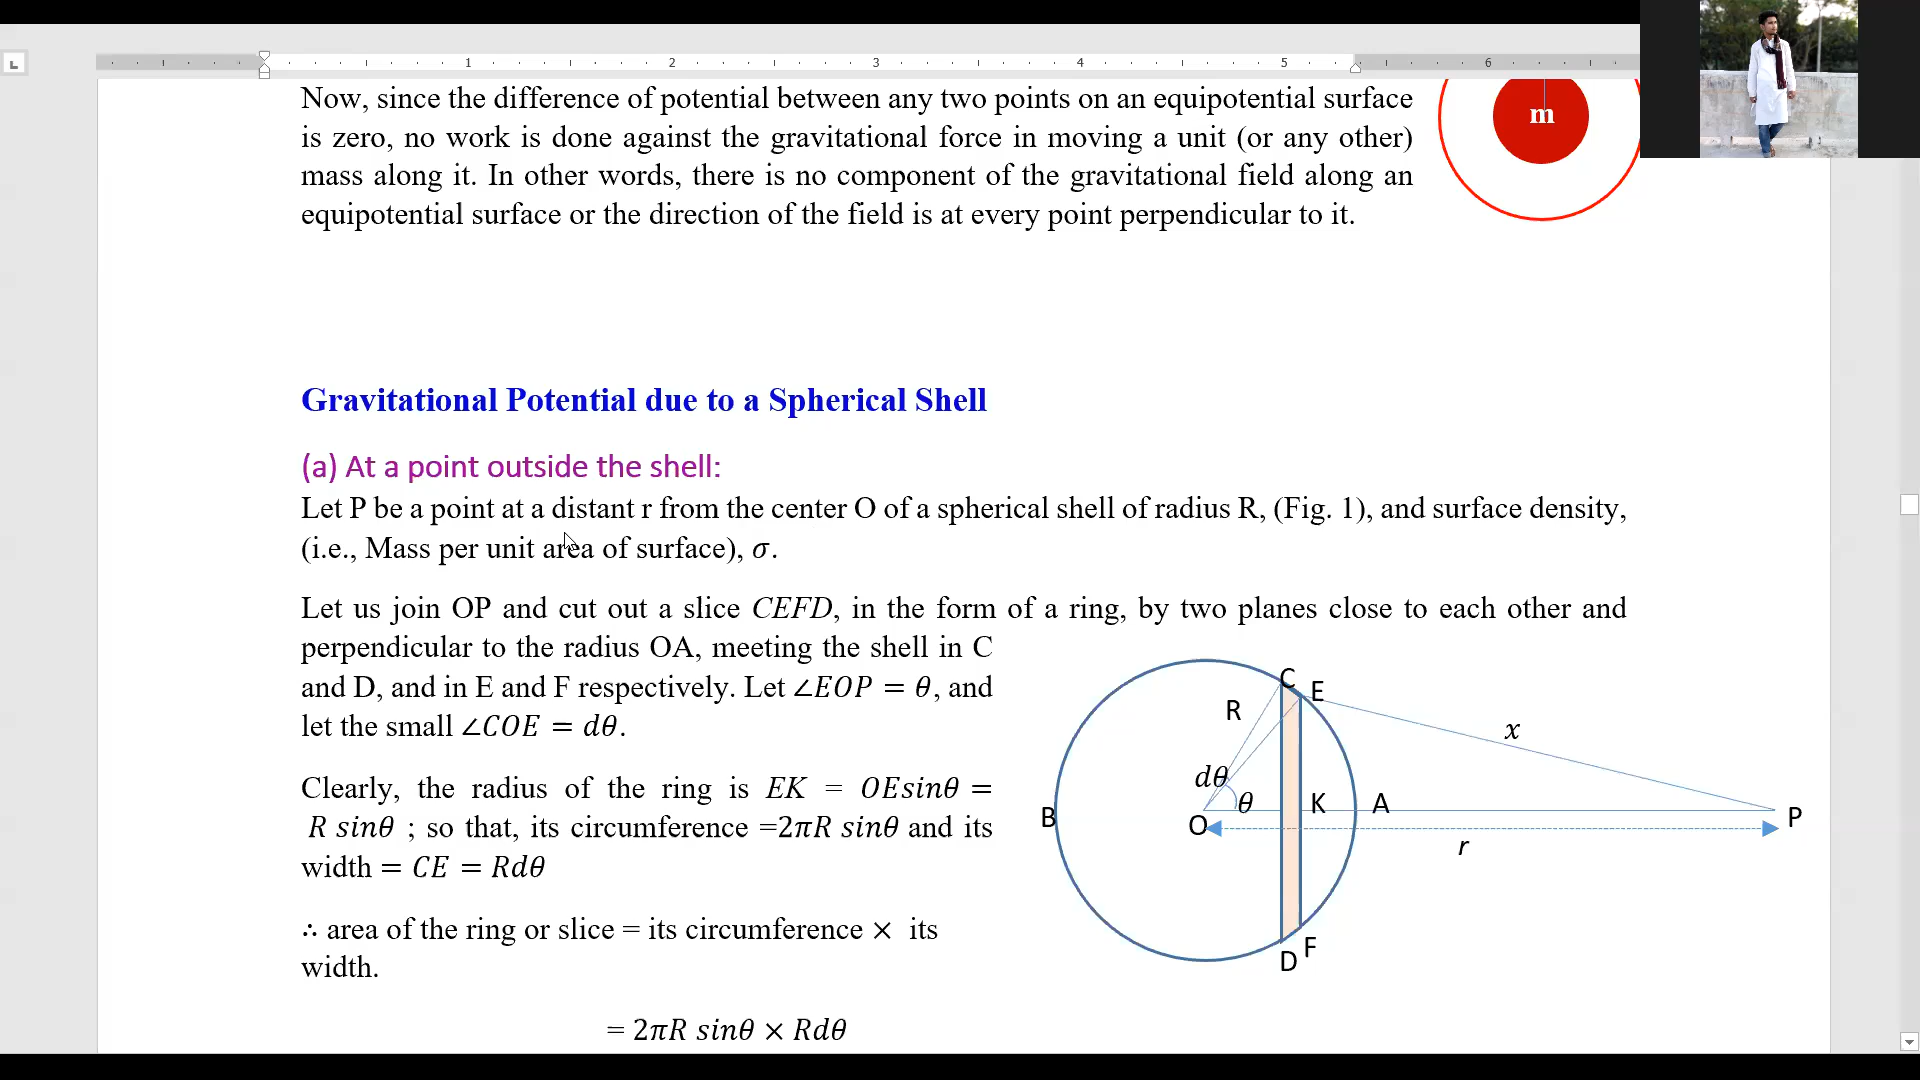 1 2 3 4 5 6
Now, since the difference of potential between any two points on an equipotential surface
is zero, no work is done against the gravitational force in moving a unit (or any other)
mass along it. In other words, there is no component of the gravitational field along an
equipotential surface or the direction of the field is at every point perpendicular to it.
m
Gravitational Potential due to a Spherical Shell
(a) At a point outside the shell:
Let P be a point at a distant r from the center O of a spherical shell of radius R, (Fig. 1), and surface density,
(i.e., Mass per unit area of surface), σ.
Let us join OP and cut out a slice CEFD, in the form of a ring, by two planes close to each other and
perpendicular to the radius OA, meeting the shell in C
and D, and in E and F respectively. Let ∠EOP = θ, and
let the small ∠COE = dθ.
Clearly, the radius of the ring is EK = OEsinθ =
R sinθ ; so that, its circumference =2πR sinθ and its
width = CE = Rdθ
∴ area of the ring or slice = its circumference × its
width.
= 2πR sinθ × Rdθ
C
E
R
x
dθ
θ
K
A
B
O
P
r
F
D